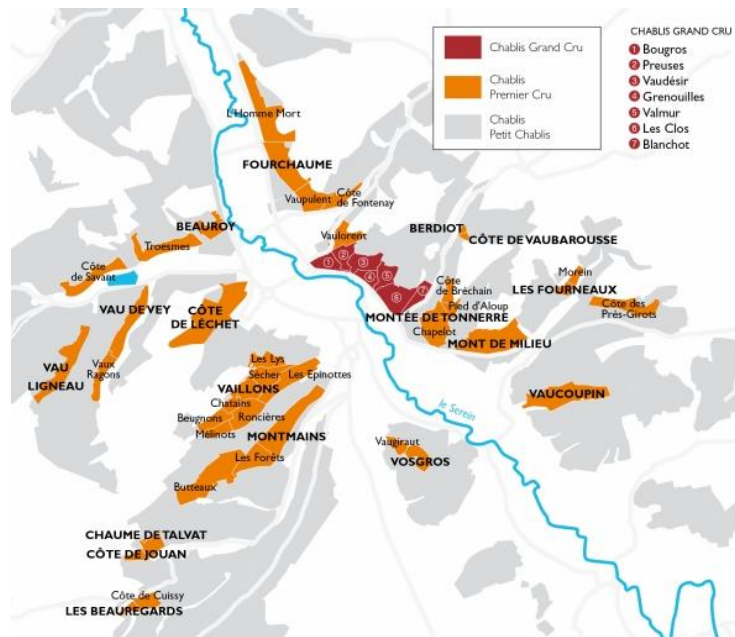 Chablis Grand Cru
Chablis
Premier Cru
Chablis
Petit Chablis
CHABLIS GRAND CRU
1 Bougros
2 Preuses
3 Vaudésir
4 Grenouilles
5 Valmur
6 Les Clos
7 Blanchot
L'Homme Mort
FOURCHAUME
Vaupulent
Côte
de Fontenay
BEAUROY
Troesmes
Côte
de Savant
Vaulorent
1
2
3
4
5
6
7
BERDIOT
CÔTE DE VAUBAROUSSE
Côte
de Bréchain
Pied d'Aloup
MONTÉE DE TONNERRE
Chapelot
MONT DE MILIEU
Morein
LES FOURNEAUX
Côte des
Prés-Girots
VAU DE VEY
CÔTE
DE LÉCHET
VAU
LIGNEAU
Vaux
Ragons
Les Lys
Sécher
Les Epinottes
VAILLONS
Chatains
Beugnons
Roncières
Mélinots
MONTMAINS
Les Forêts
Butteaux
VAUCOUPIN
le Serein
Vaugiraut
VOSGROS
CHAUME DE TALVAT
CÔTE DE JOUAN
Côte de Cuissy
LES BEAUREGARDS